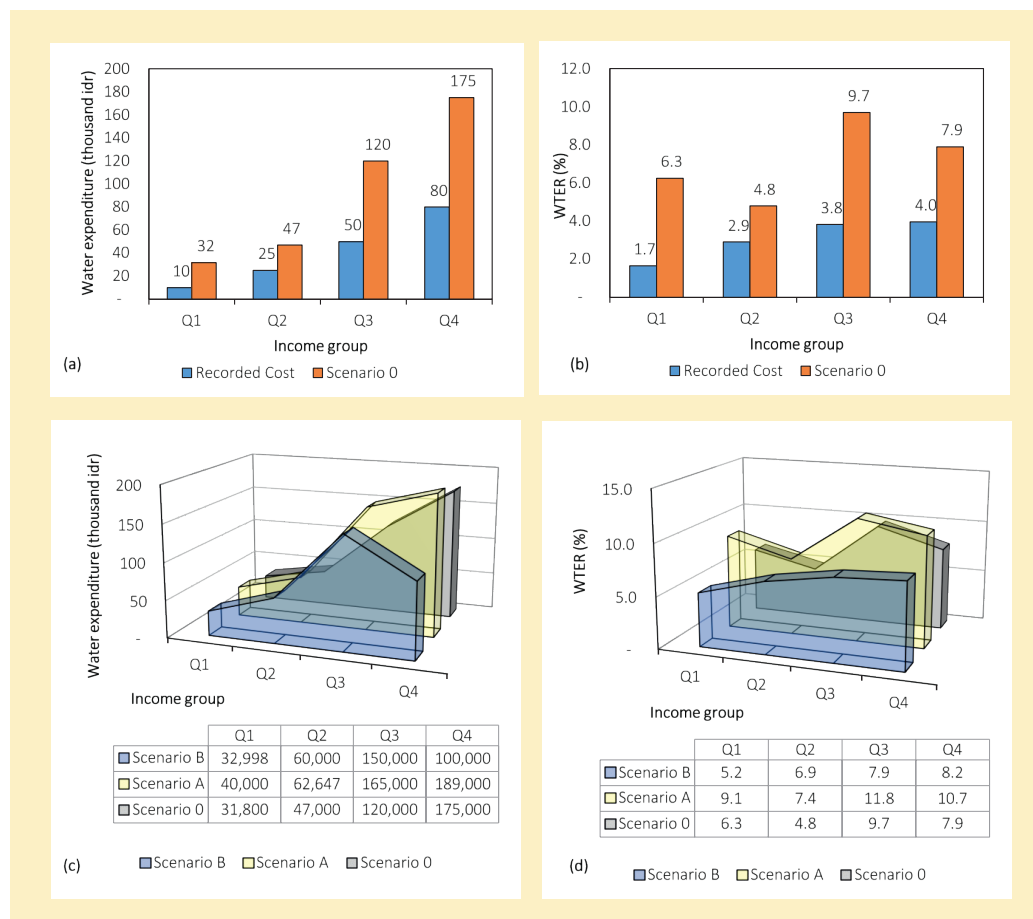 Water expenditure (thousand idr)
200
180
160
140
120
100
80
60
40
20
-
10
32
25
47
50
120
80
175
Q1 Q2 Q3 Q4
Income group
(a)
Recorded Cost Scenario 0
WTER (%)
12.0
10.0
8.0
6.0
4.0
2.0
-
1.7
6.3
2.9
4.8
3.8
9.7
4.0
7.9
Q1 Q2 Q3 Q4
Income group
(b)
Recorded Cost Scenario 0
Water expenditure (thousand idr)
200
150
100
50
-
Q1
Q2
Q3
Q4
Income group
Q1 Q2 Q3 Q4
Scenario B 32,998 60,000 150,000 100,000
Scenario A 40,000 62,647 165,000 189,000
Scenario 0 31,800 47,000 120,000 175,000
(c)
Scenario B Scenario A Scenario 0
WTER (%)
15.0
10.0
5.0
-
Q1
Q2
Q3
Q4
Income group
Q1 Q2 Q3 Q4
Scenario B 5.2 6.9 7.9 8.2
Scenario A 9.1 7.4 11.8 10.7
Scenario 0 6.3 4.8 9.7 7.9
(d)
Scenario B Scenario A Scenario 0